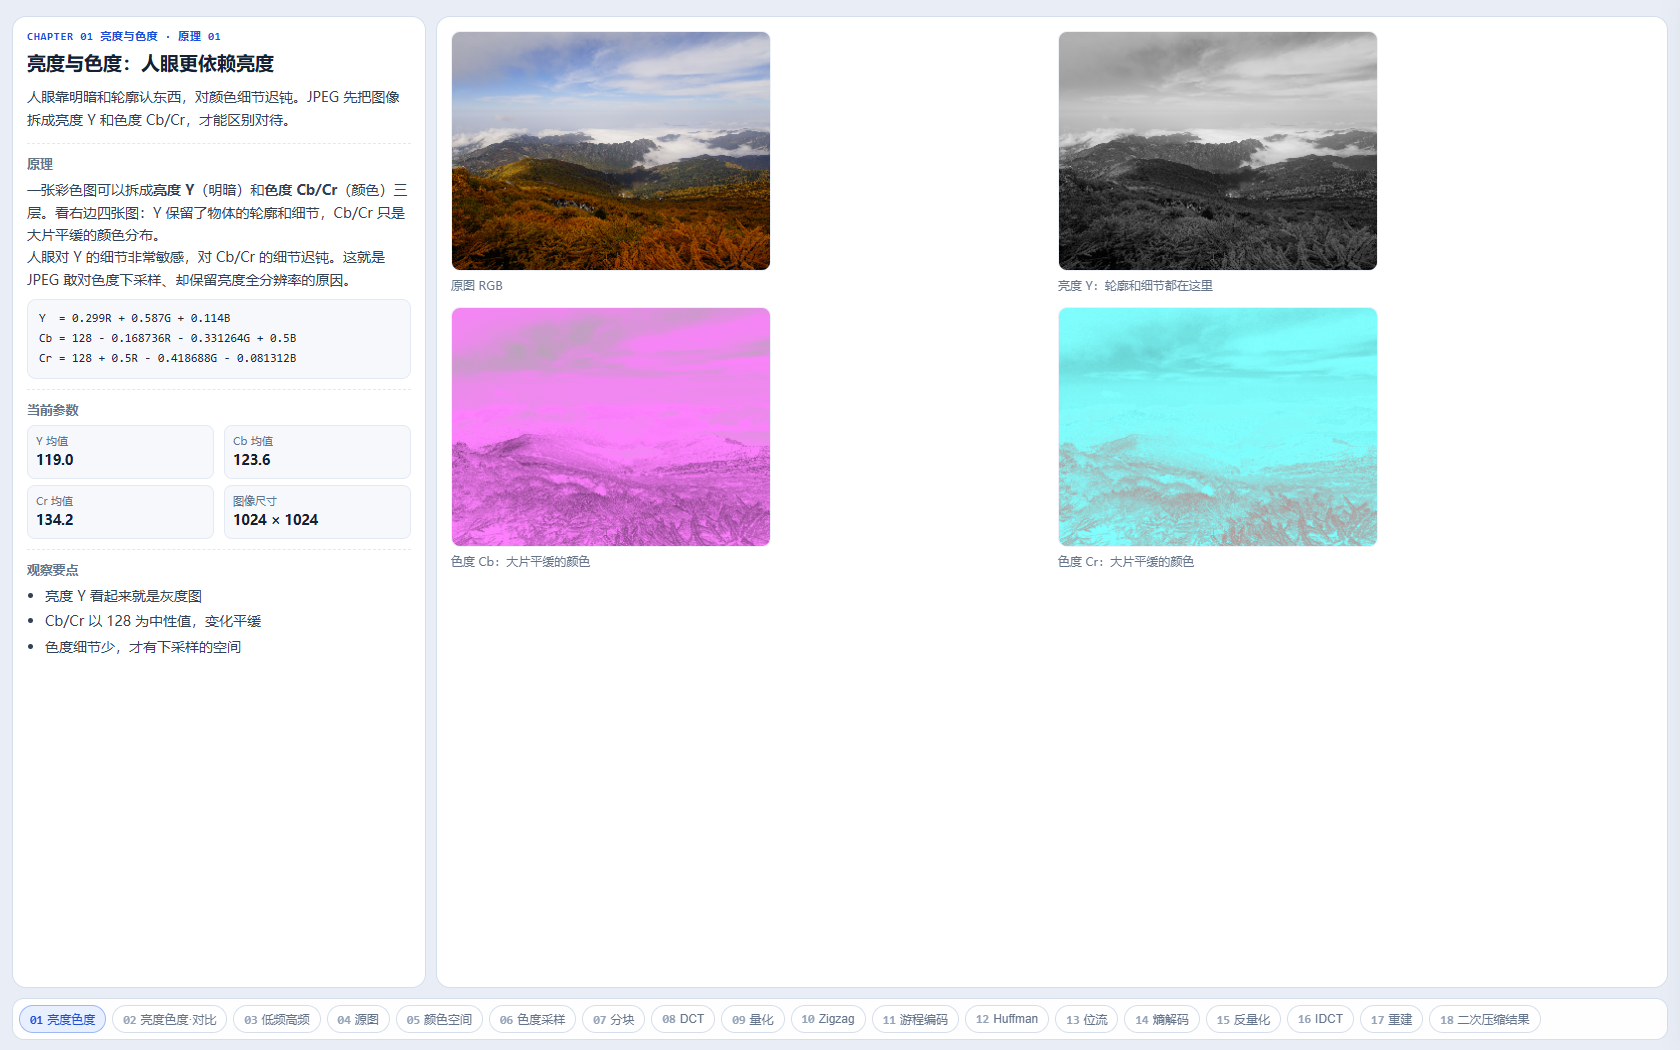 CHAPTER 01 亮度与色度 · 原理 01
亮度与色度：人眼更依赖亮度
人眼靠明暗和轮廓认东西，对颜色细节迟钝。JPEG 先把图像
拆成亮度 Y 和色度 Cb/Cr，才能区别对待。
原理
一张彩色图可以拆成亮度 Y（明暗）和色度 Cb/Cr（颜色）三
层。看右边四张图：Y 保留了物体的轮廓和细节，Cb/Cr 只是
大片平缓的颜色分布。
人眼对 Y 的细节非常敏感，对 Cb/Cr 的细节迟钝。这就是
JPEG 敢对色度下采样、却保留亮度全分辨率的原因。
Y  = 0.299R + 0.587G + 0.114B
Cb = 128 - 0.168736R - 0.331264G + 0.5B
Cr = 128 + 0.5R - 0.418688G - 0.081312B
当前参数
Y 均值
119.0
Cb 均值
123.6
Cr 均值
134.2
图像尺寸
1024 × 1024
观察要点
• 亮度 Y 看起来就是灰度图
• Cb/Cr 以 128 为中性值，变化平缓
• 色度细节少，才有下采样的空间
原图 RGB
亮度 Y：轮廓和细节都在这里
色度 Cb：大片平缓的颜色
色度 Cr：大片平缓的颜色
01 亮度色度
02 亮度色度·对比
03 低频高频
04 源图
05 颜色空间
06 色度采样
07 分块
08 DCT
09 量化
10 Zigzag
11 游程编码
12 Huffman
13 位流
14 熵解码
15 反量化
16 IDCT
17 重建
18 二次压缩结果